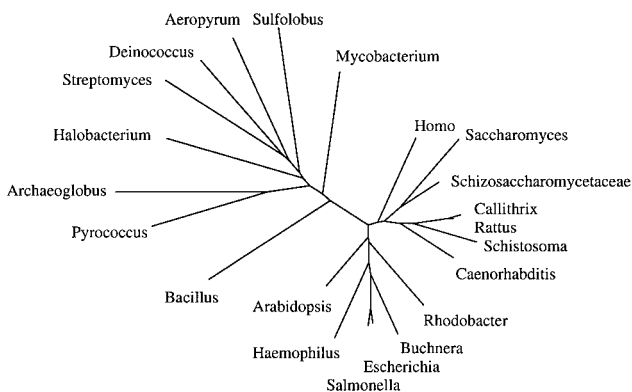 Aeropyrum Sulfolobus
Deinococcus
Mycobacterium
Streptomyces
Homo
Saccharomyces
Halobacterium
Schizosaccharomycetaceae
Archaeoglobus
Callithrix
Rattus
Pyrococcus
Schistosoma
Caenorhabditis
Bacillus
Arabidopsis
Rhodobacter
Haemophilus
Buchnera
Escherichia
Salmonella